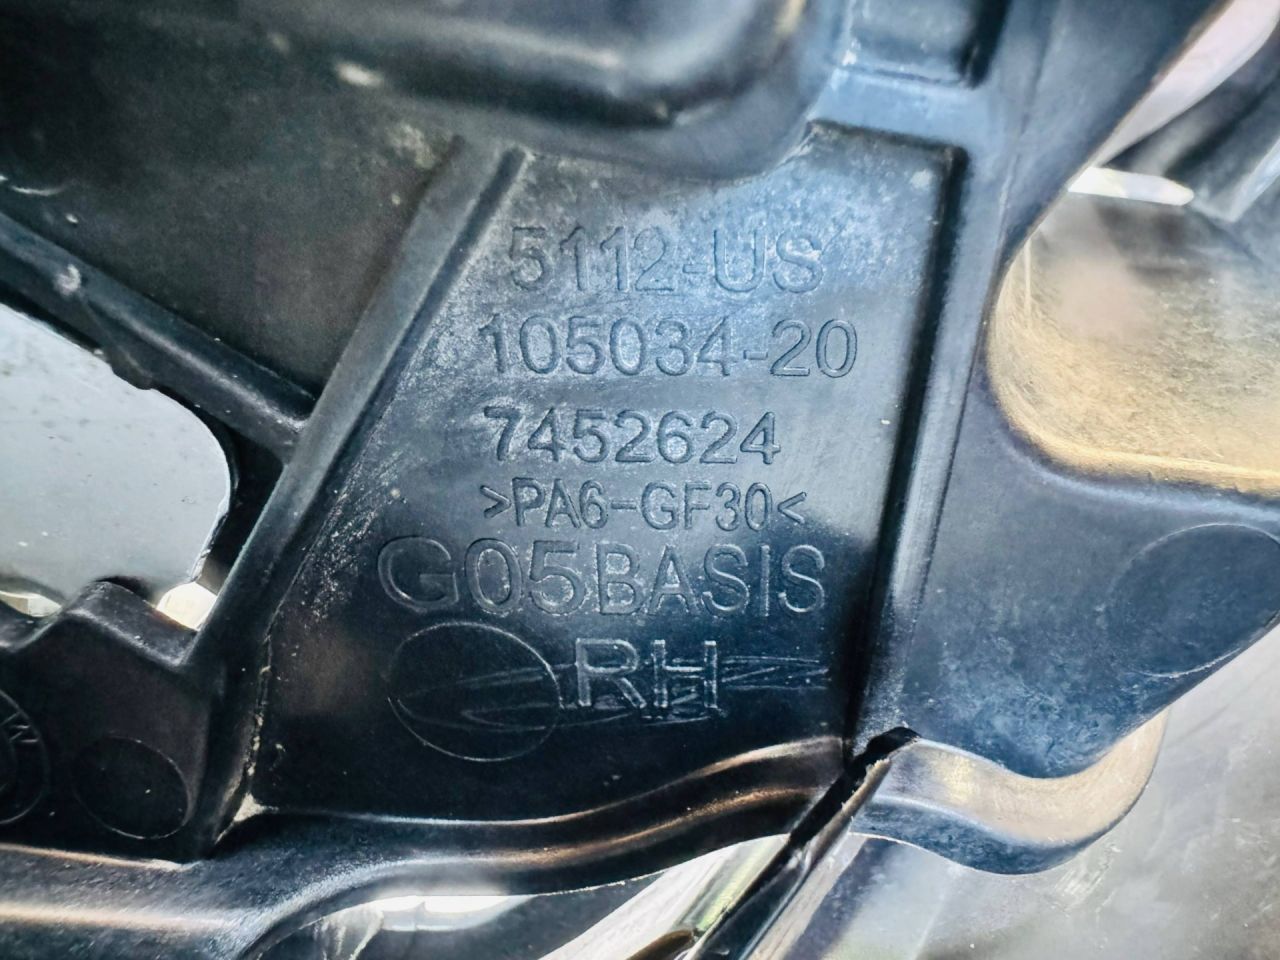 5112-US
105034-20
7452624
>PA6-GF30<
G05BASIS
RH